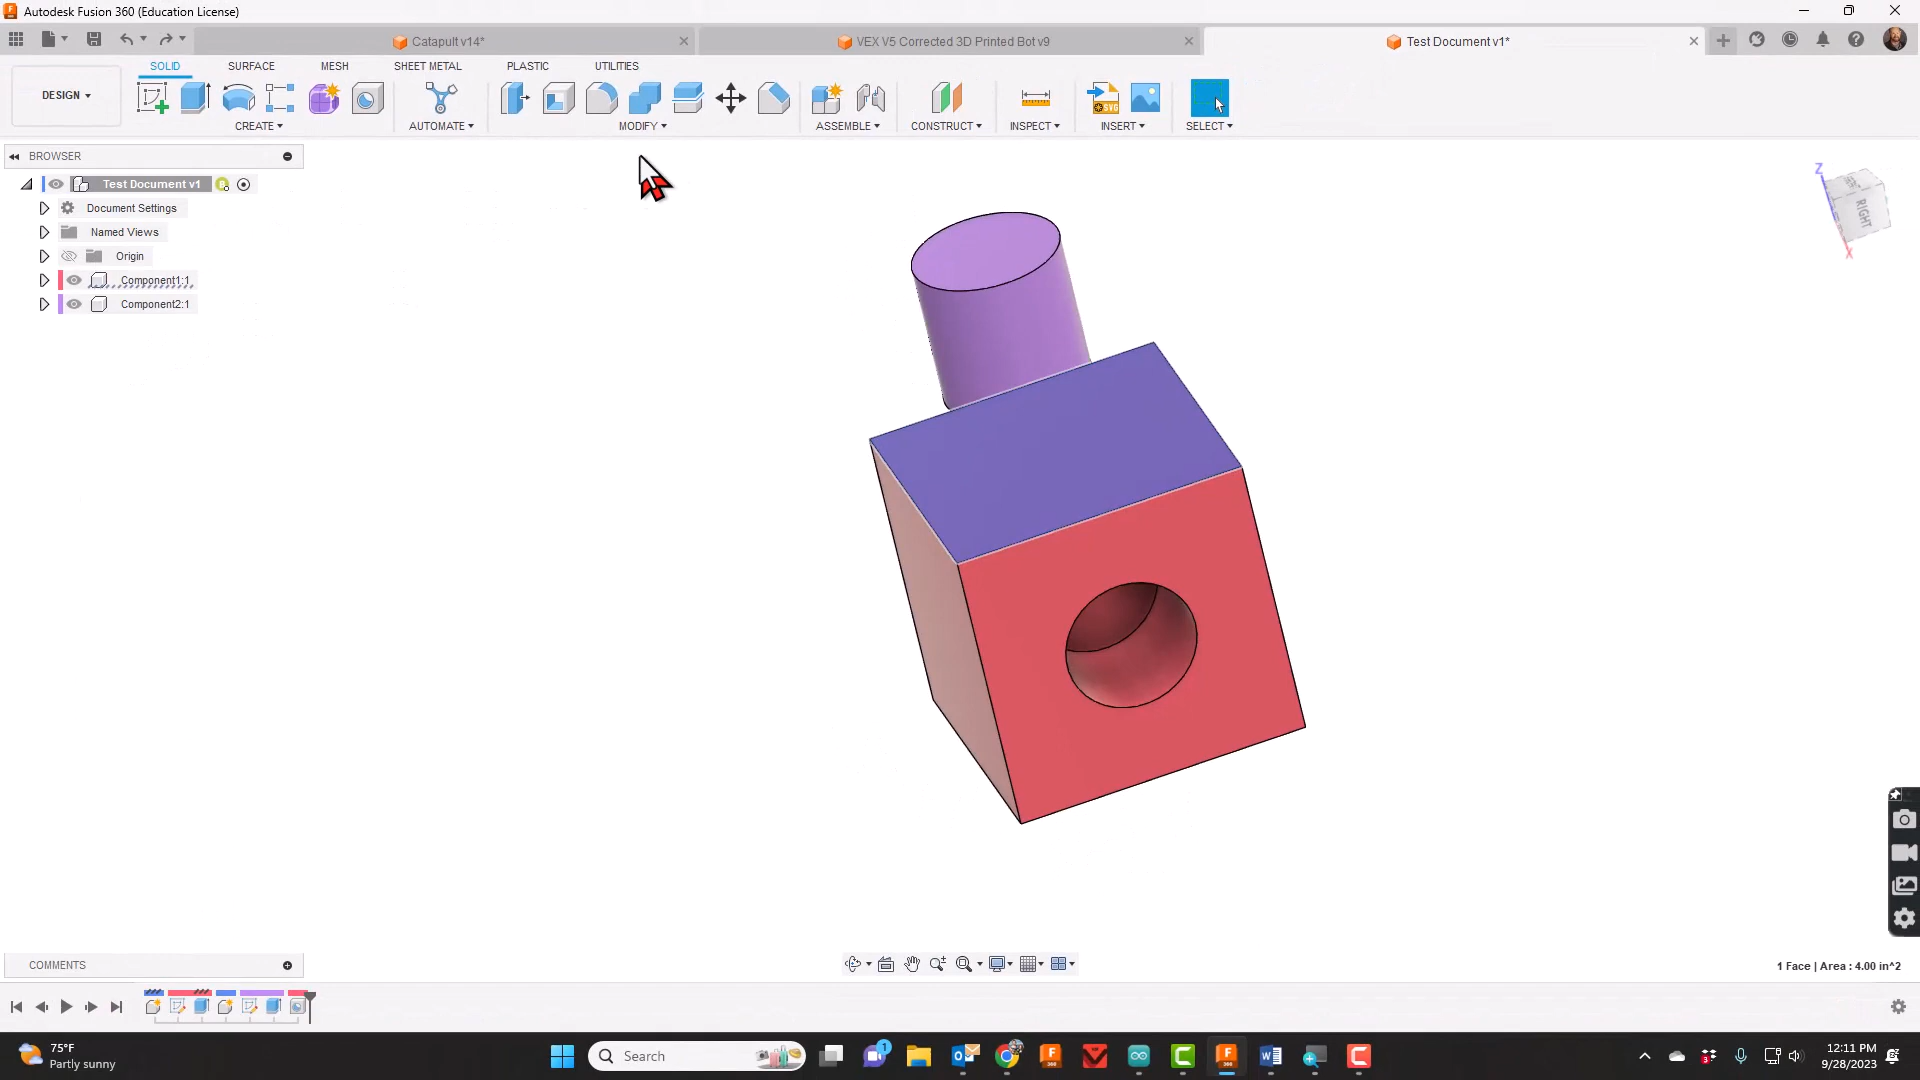 Autodesk Fusion 360 (Education License)
Catapult v14*
VEX V5 Corrected 3D Printed Bot v9
Test Document v1*
SOLID
SURFACE
MESH
SHEET METAL
PLASTIC
UTILITIES
DESIGN
CREATE
AUTOMATE
MODIFY
ASSEMBLE
CONSTRUCT
INSPECT
INSERT
SELECT
BROWSER
Test Document v1
Document Settings
Named Views
Origin
Component1:1
Component2:1
Z
RIGHT
X
COMMENTS
1 Face | Area : 4.00 in^2
75°F
Partly sunny
Search
12:11 PM
9/28/2023